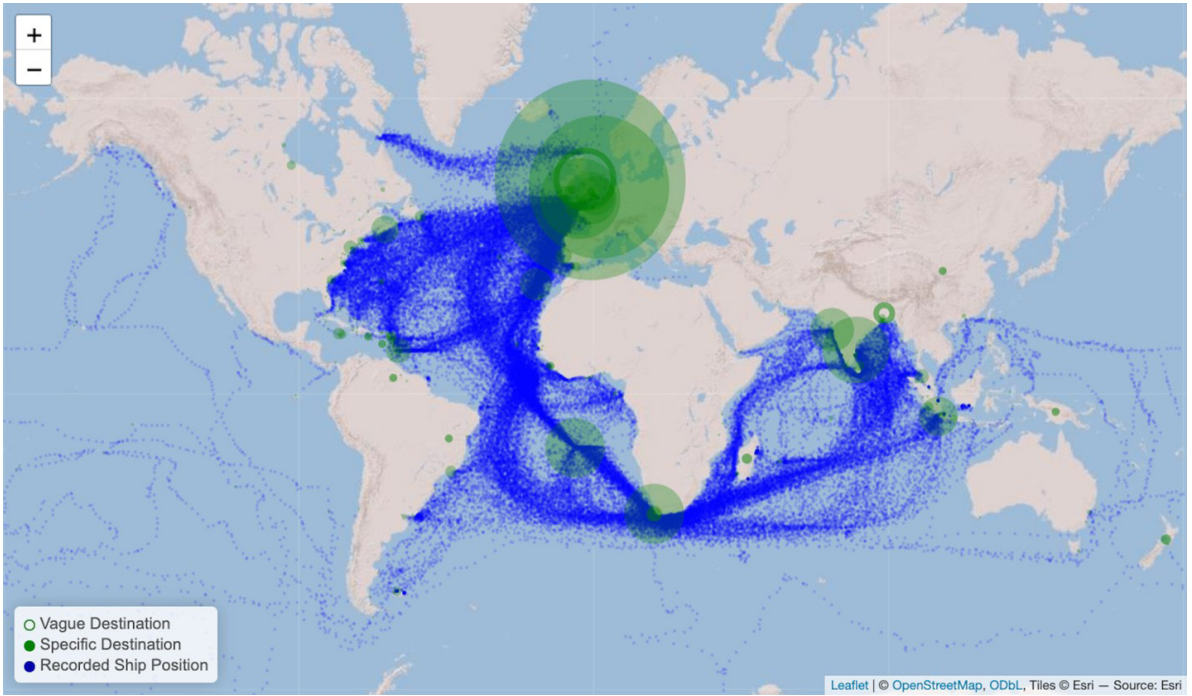 +
−
Vague Destination
Specific Destination
Recorded Ship Position
Leaflet | © OpenStreetMap, ODbL, Tiles © Esri — Source: Esri